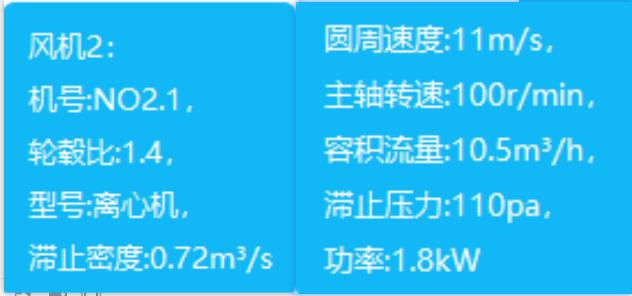 风机2：
机号:NO2.1，
轮毂比:1.4，
型号:离心机，
滞止密度:0.72m³/s
圆周速度:11m/s，
主轴转速:100r/min，
容积流量:10.5m³/h，
滞止压力:110pa，
功率:1.8kW